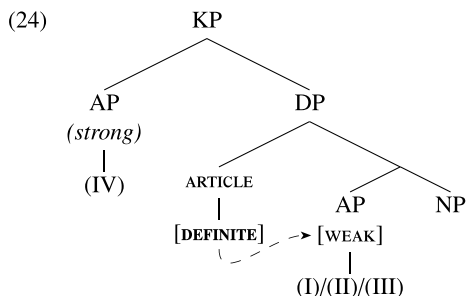 (24) KP
AP DP
(strong)
(IV)
ARTICLE
AP NP
[DEFINITE] [WEAK]
(I)/(II)/(III)